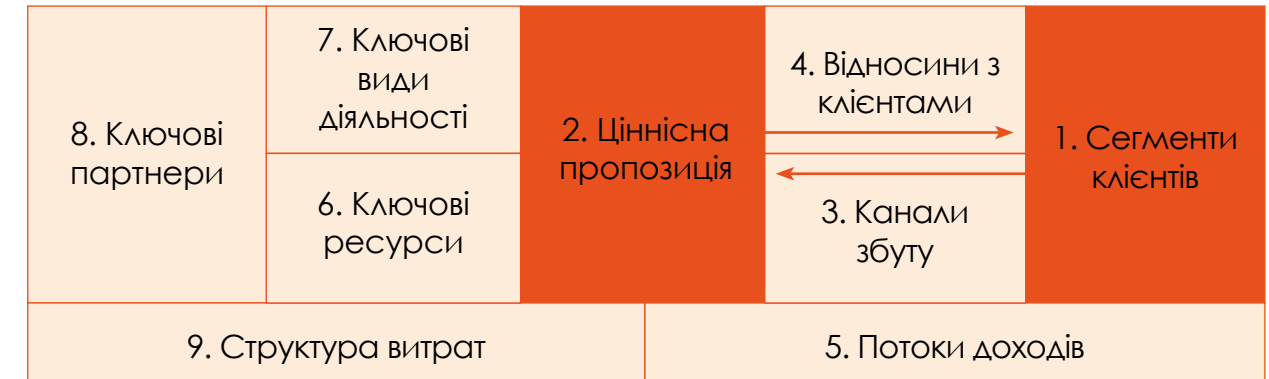 8. Ключові
партнери
7. Ключові
види
діяльності
6. Ключові
ресурси
2. Ціннісна
пропозиція
4. Відносини з
клієнтами
3. Канали
збуту
1. Сегменти
клієнтів
9. Структура витрат
5. Потоки доходів